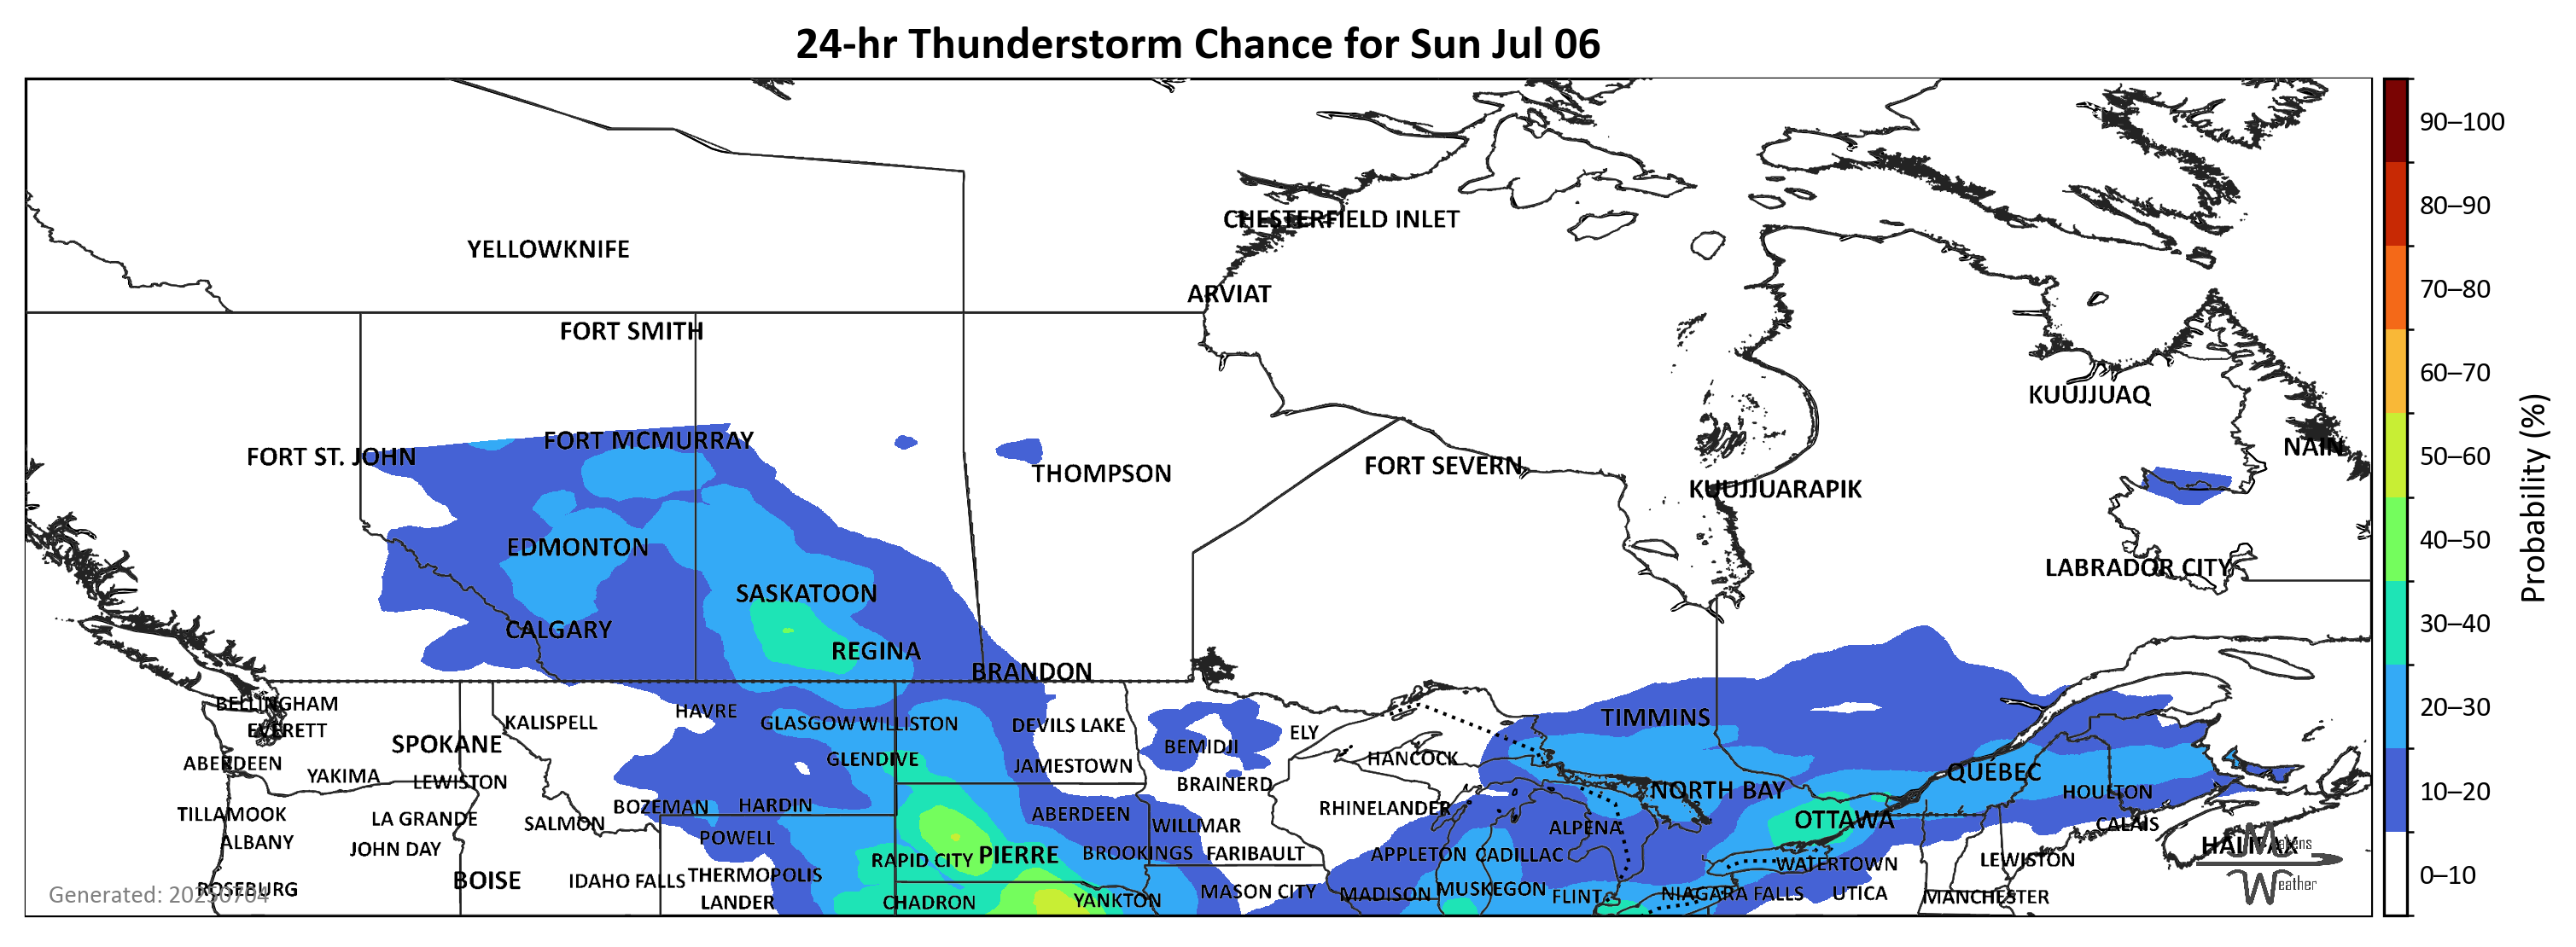 24-hr Thunderstorm Chance for Sun Jul 06
90–100
80–90
70–80
60–70
50–60
40–50
30–40
20–30
10–20
0–10
Probability (%)
CHESTERFIELD INLET
YELLOWKNIFE
ARVIAT
FORT SMITH
KUUJJUAQ
FORT MCMURRAY
NAIN
FORT ST. JOHN
FORT SEVERN
THOMPSON
KUUJJUARAPIK
EDMONTON
LABRADOR CITY
SASKATOON
CALGARY
REGINA
BRANDON
BELLINGHAM
HAVRE
TIMMINS
KALISPELL
GLASGOW
WILLISTON
DEVILS LAKE
EVERETT
ELY
SPOKANE
BEMIDJI
ABERDEEN
GLENDIVE
JAMESTOWN
HANCOCK
QUÉBEC
YAKIMA
LEWISTON
BRAINERD
NORTH BAY
HOULTON
BOZEMAN
HARDIN
RHINELANDER
TILLAMOOK
LA GRANDE
SALMON
ABERDEEN
WILLMAR
ALPENA
OTTAWA
CALAIS
ALBANY
JOHN DAY
POWELL
RAPID CITY
PIERRE
BROOKINGS
FARIBAULT
APPLETON
CADILLAC
WATERTOWN
LEWISTON
HALIFAX
Makens
Weather
ROSEBURG
BOISE
IDAHO FALLS
THERMOPOLIS
LANDER
CHADRON
YANKTON
MASON CITY
MADISON
MUSKEGON
FLINT
NIAGARA FALLS
UTICA
MANCHESTER
Generated: 20250704